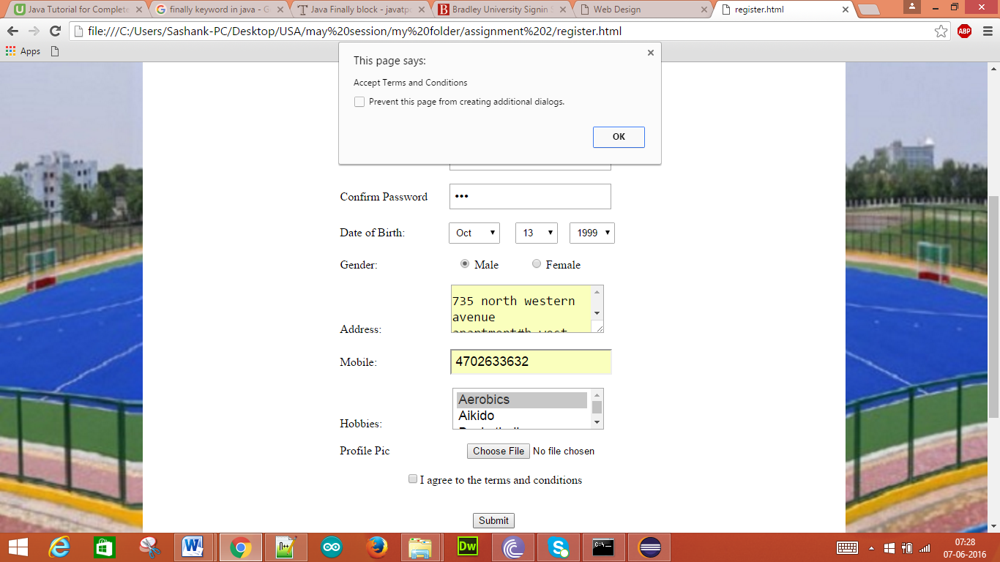 Java Tutorial for Complete
finally keyword in java - G
Java Finally block - javatp
Bradley University Signin S
Web Design
register.html
file:///C:/Users/Sashank-PC/Desktop/USA/may%20session/my%20folder/assignment%202/register.html
ABP
Apps
This page says:
Accept Terms and Conditions
Prevent this page from creating additional dialogs.
OK
Confirm Password
Date of Birth: Oct 13 1999
Gender: Male Female
735 north western
avenue
apartment#b west
Address:
Mobile: 4702633632
Aerobics
Aikido
Hobbies:
Profile Pic Choose File No file chosen
I agree to the terms and conditions
Submit
07:28
07-06-2016